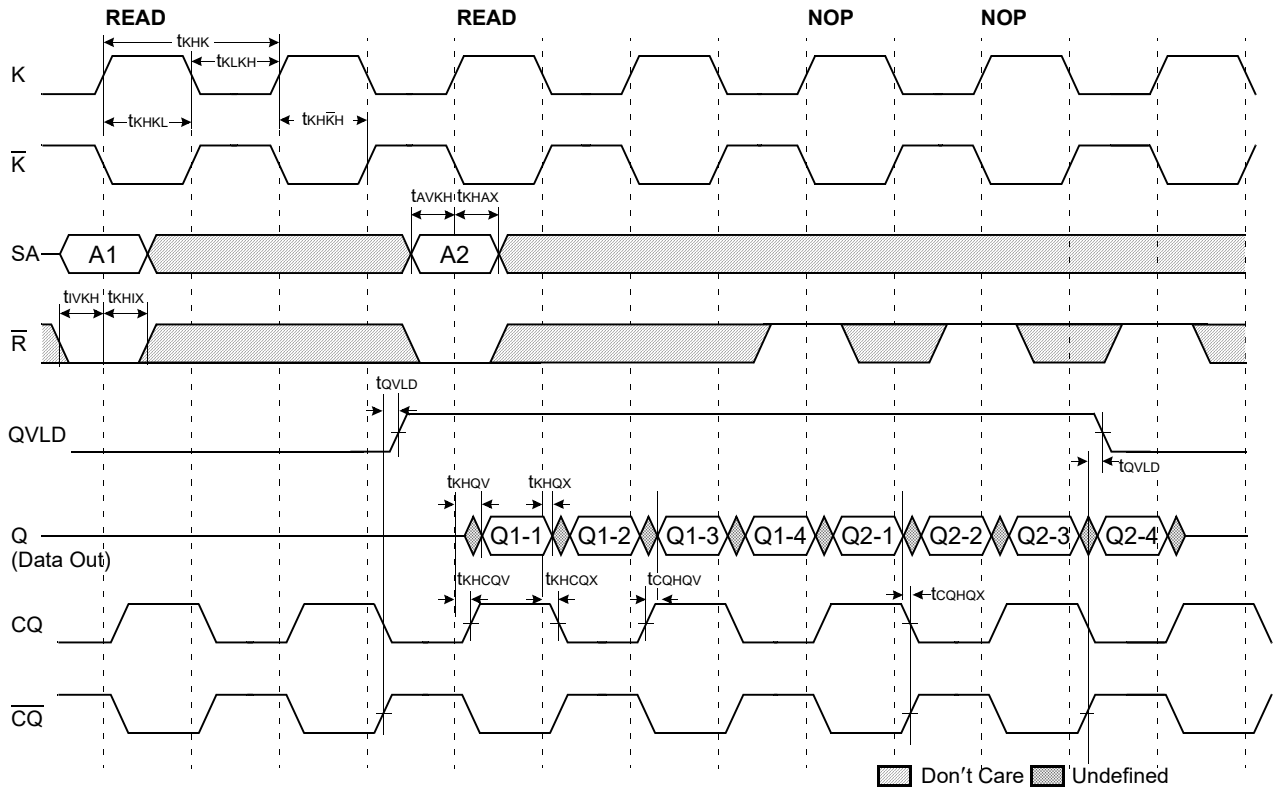 READ READ NOP NOP
tKHK
K tKLKH
tKHKL tKHK̅H
K̅
tAVKH tKHAX
SA A1 A2
tIVKH tKHIX
R̅
tQVLD
QVLD
tQVLD
tKHQV tKHQX
Q Q1-1 Q1-2 Q1-3 Q1-4 Q2-1 Q2-2 Q2-3 Q2-4
(Data Out)
tKHCQV tKHCQX tCQHQV tCQHQX
CQ
C̅Q̅
Don't Care Undefined